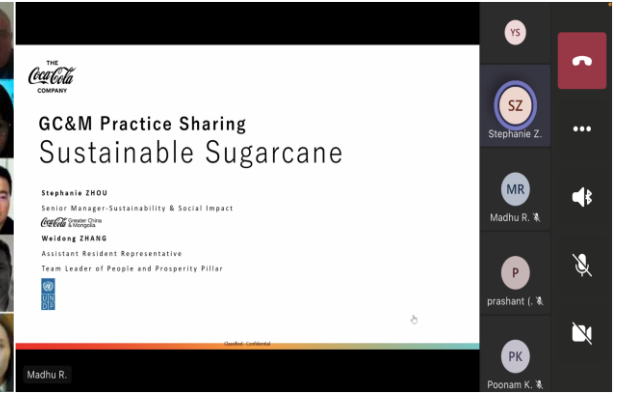 THE
Coca-Cola
COMPANY
GC&M Practice Sharing
Sustainable Sugarcane
Stephanie ZHOU
Senior Manager-Sustainability & Social Impact
Coca-Cola Greater China
& Mongolia
Weidong ZHANG
Assistant Resident Representative
Team Leader of People and Prosperity Pillar
U N
D P
Classified - Confidential
Madhu R.
YS
SZ
Stephanie Z.
MR
Madhu R.
P
prashant (.
PK
Poonam K.